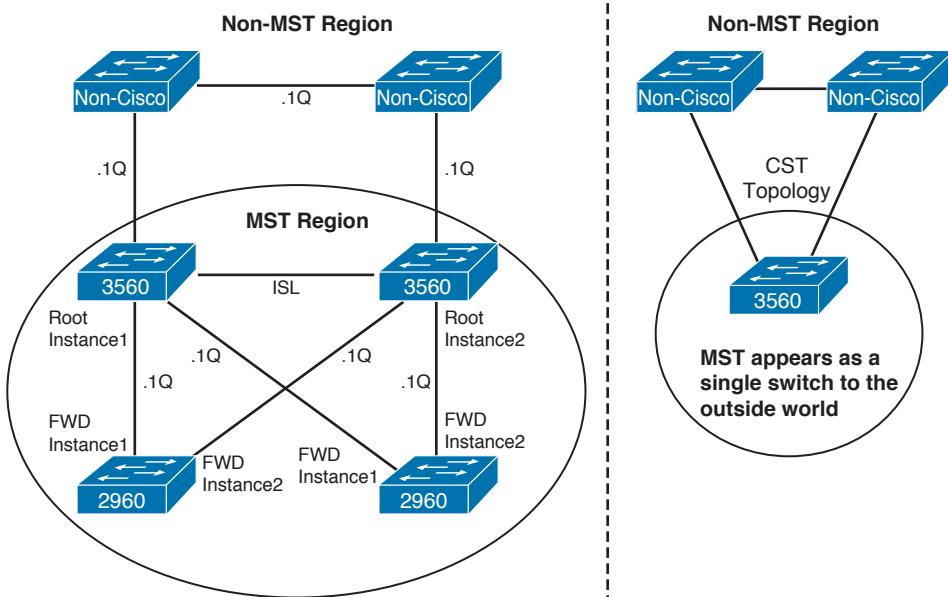 Non-MST Region
Non-Cisco
.1Q
Non-Cisco
.1Q
.1Q
MST Region
3560
ISL
3560
Root
Instance1
Root
Instance2
.1Q
.1Q
.1Q
.1Q
FWD
Instance1
FWD
Instance2
FWD
Instance1
FWD
Instance2
2960
2960
Non-MST Region
Non-Cisco
Non-Cisco
CST
Topology
3560
MST appears as a
single switch to the
outside world